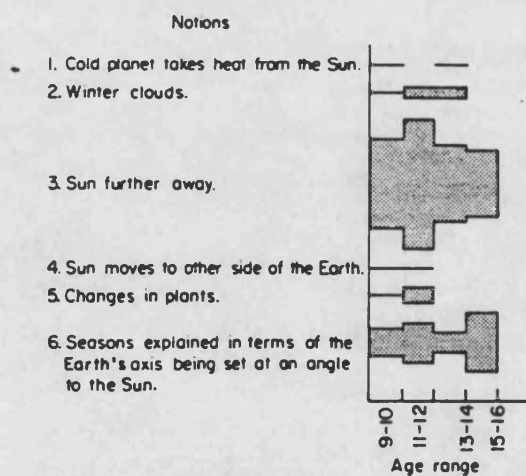 Notions
1. Cold planet takes heat from the Sun.
2. Winter clouds.
3. Sun further away.
4. Sun moves to other side of the Earth.
5. Changes in plants.
6. Seasons explained in terms of the
Earth's axis being set at an angle
to the Sun.
9-10
11-12
13-14
15-16
Age range